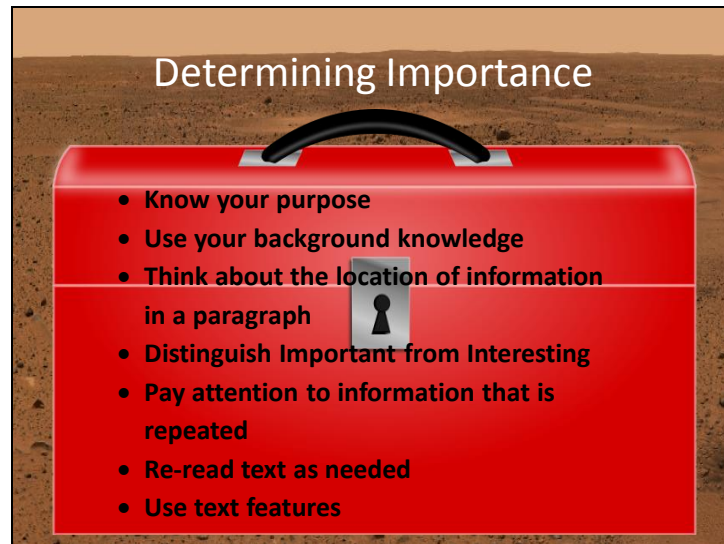 Determining Importance
• Know your purpose
• Use your background knowledge
• Think about the location of information
in a paragraph
• Distinguish Important from Interesting
• Pay attention to information that is
repeated
• Re-read text as needed
• Use text features